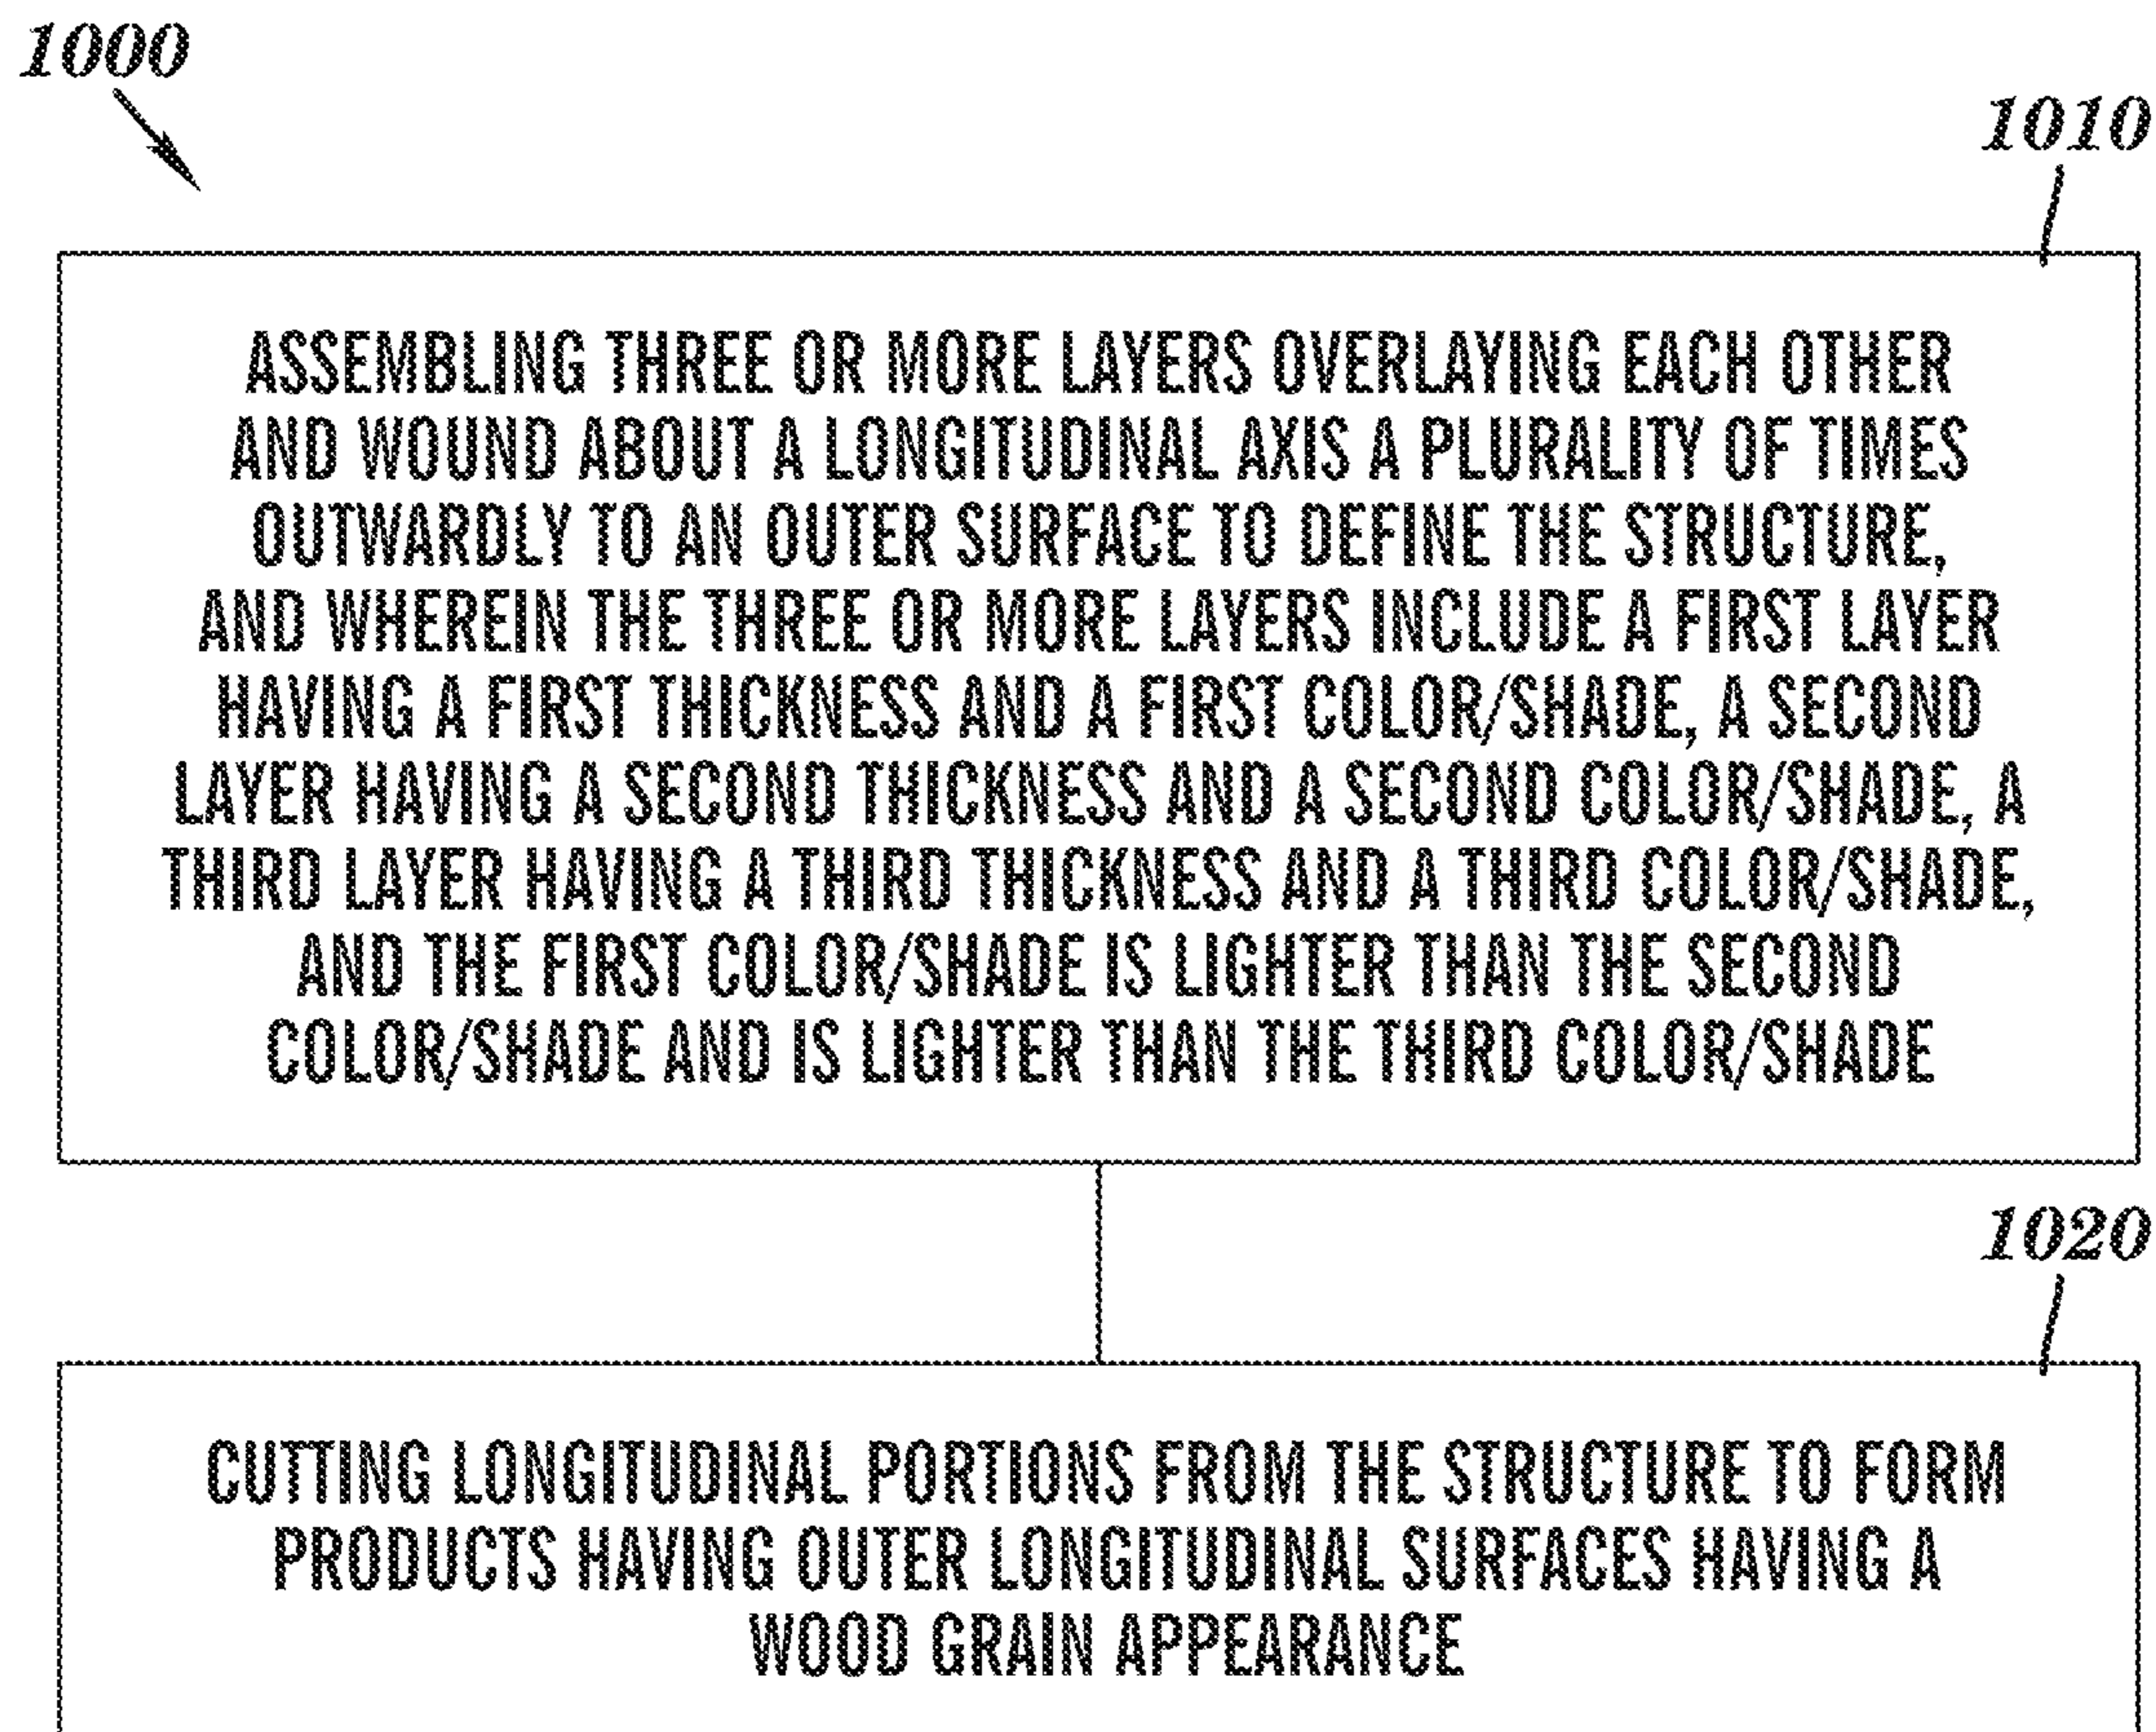 1000
1010
ASSEMBLING THREE OR MORE LAYERS OVERLAYING EACH OTHER
AND WOUND ABOUT A LONGITUDINAL AXIS A PLURALITY OF TIMES
OUTWARDLY TO AN OUTER SURFACE TO DEFINE THE STRUCTURE,
AND WHEREIN THE THREE OR MORE LAYERS INCLUDE A FIRST LAYER
HAVING A FIRST THICKNESS AND A FIRST COLOR/SHADE, A SECOND
LAYER HAVING A SECOND THICKNESS AND A SECOND COLOR/SHADE, A
THIRD LAYER HAVING A THIRD THICKNESS AND A THIRD COLOR/SHADE,
AND THE FIRST COLOR/SHADE IS LIGHTER THAN THE SECOND
COLOR/SHADE AND IS LIGHTER THAN THE THIRD COLOR/SHADE
1020
CUTTING LONGITUDINAL PORTIONS FROM THE STRUCTURE TO FORM
PRODUCTS HAVING OUTER LONGITUDINAL SURFACES HAVING A
WOOD GRAIN APPEARANCE